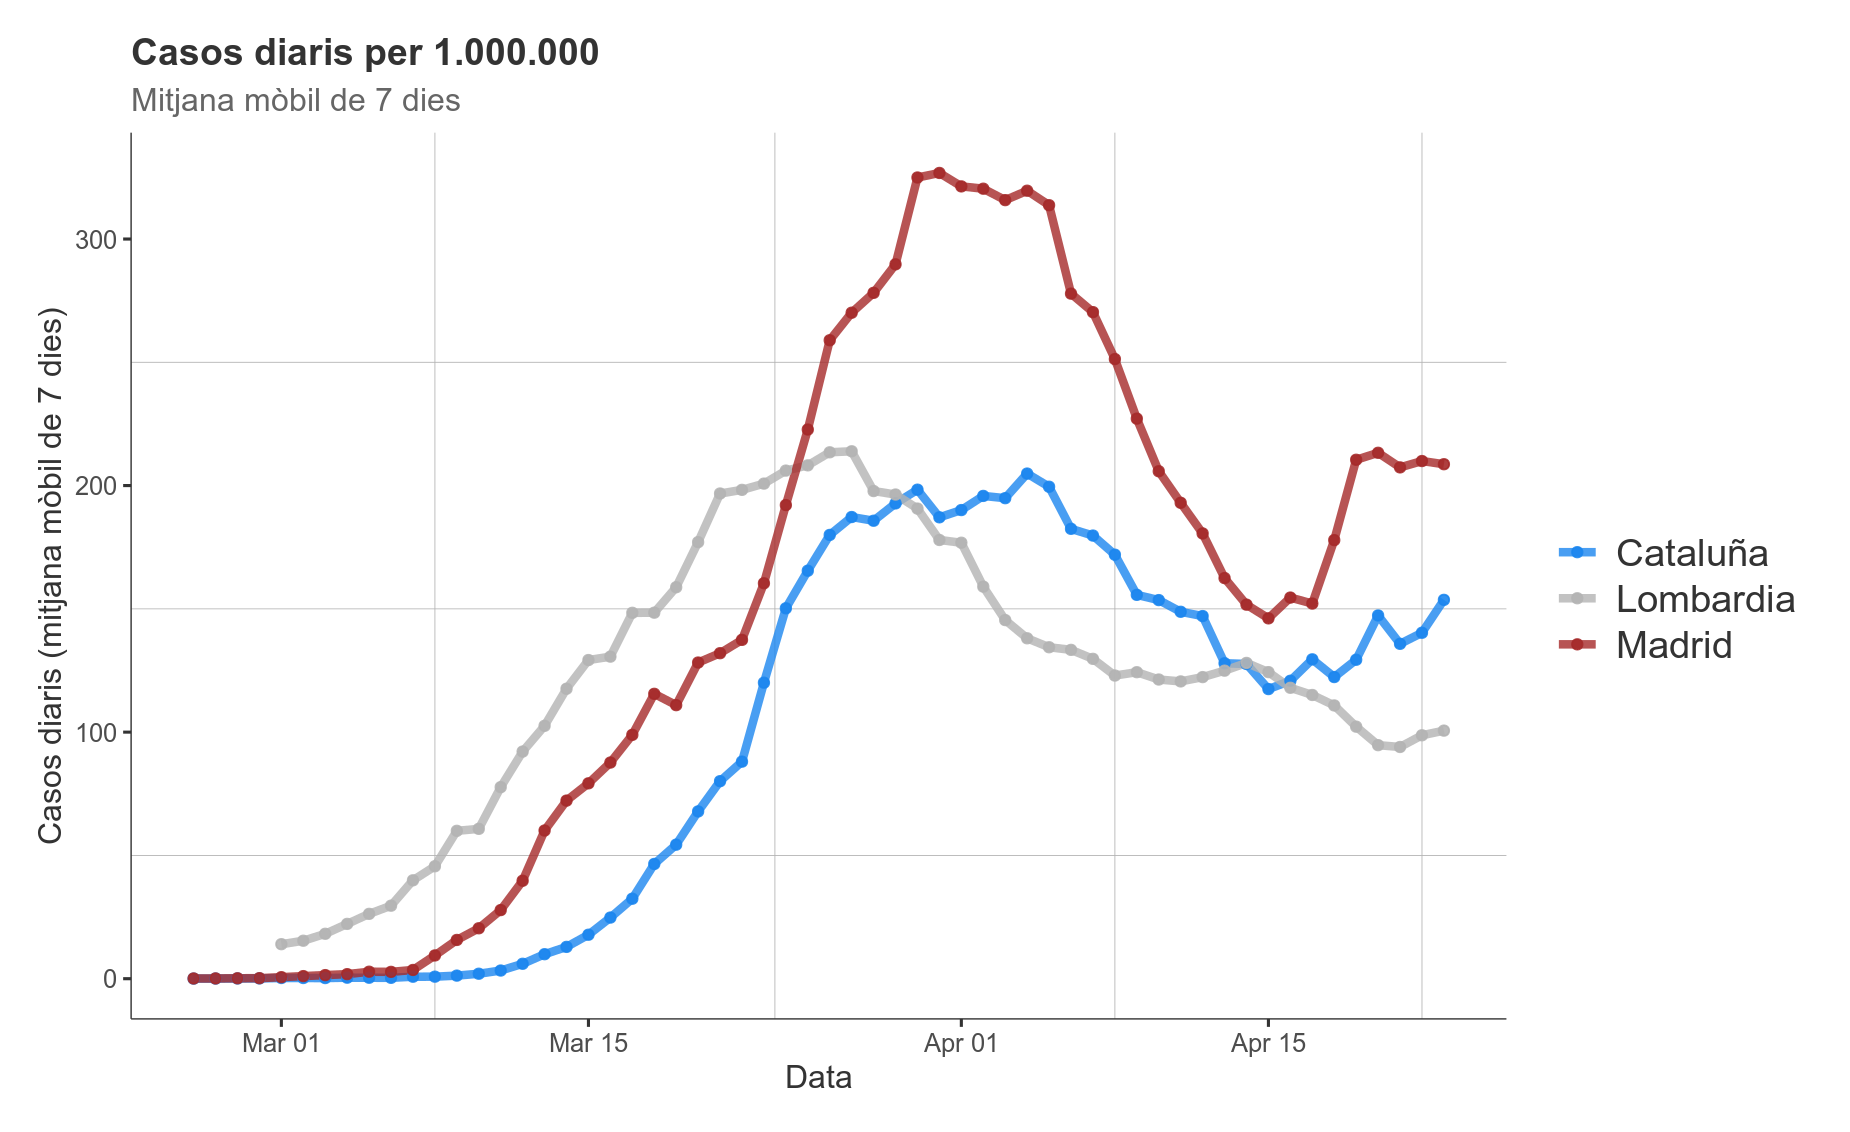 Casos diaris per 1.000.000
Mitjana mòbil de 7 dies
Casos diaris (mitjana mòbil de 7 dies)
300
200
100
0
Mar 01
Mar 15
Apr 01
Apr 15
Data
Cataluña
Lombardia
Madrid